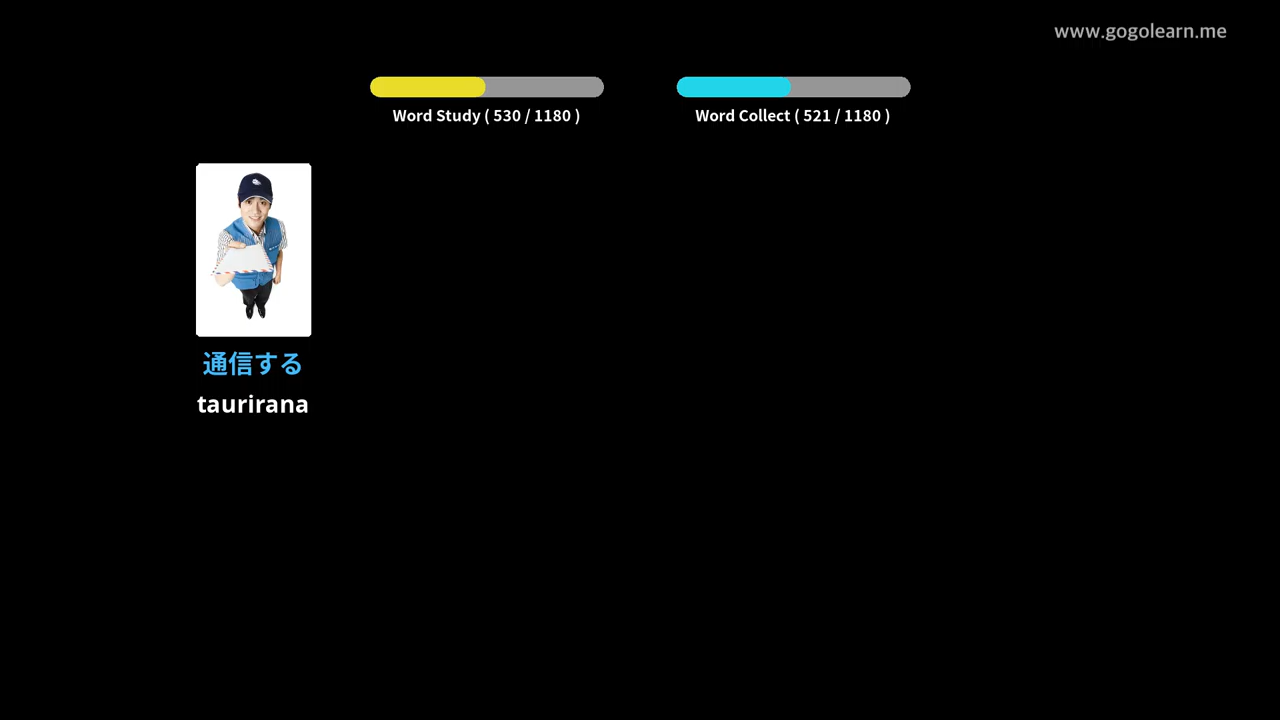 www.gogolearn.me
Word Study ( 530 / 1180 )
Word Collect ( 521 / 1180 )
通信する
taurirana